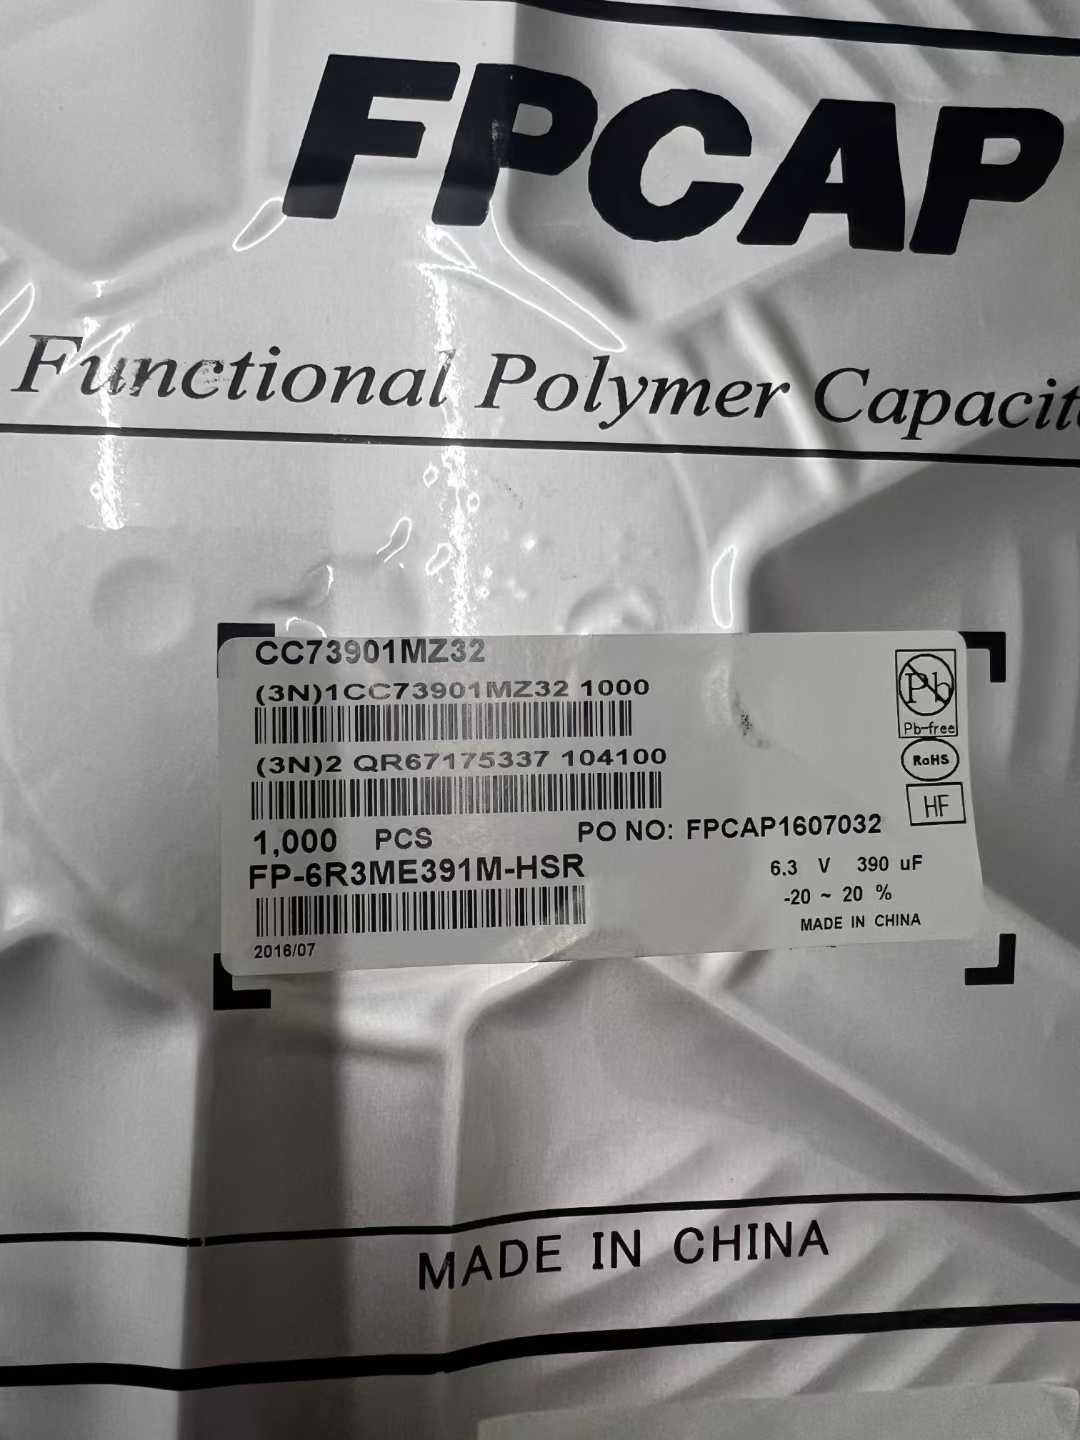 FPCAP
Functional Polymer Capacit
CC73901MZ32
(3N)1CC73901MZ32 1000
(3N)2 QR67175337 104100
1,000 PCS PO NO: FPCAP1607032
FP-6R3ME391M-HSR
6.3 V 390 uF
-20 ~ 20 %
MADE IN CHINA
2016/07
Pb
Pb-free
RoHS
HF
MADE IN CHINA